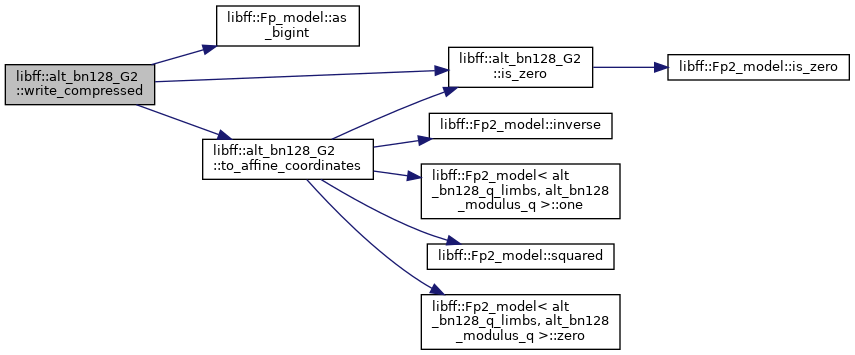 libff::alt_bn128_G2
::write_compressed
libff::Fp_model::as
_bigint
libff::alt_bn128_G2
::is_zero
libff::Fp2_model::is_zero
libff::alt_bn128_G2
::to_affine_coordinates
libff::Fp2_model::inverse
libff::Fp2_model< alt
_bn128_q_limbs, alt_bn128
_modulus_q >::one
libff::Fp2_model::squared
libff::Fp2_model< alt
_bn128_q_limbs, alt_bn128
_modulus_q >::zero